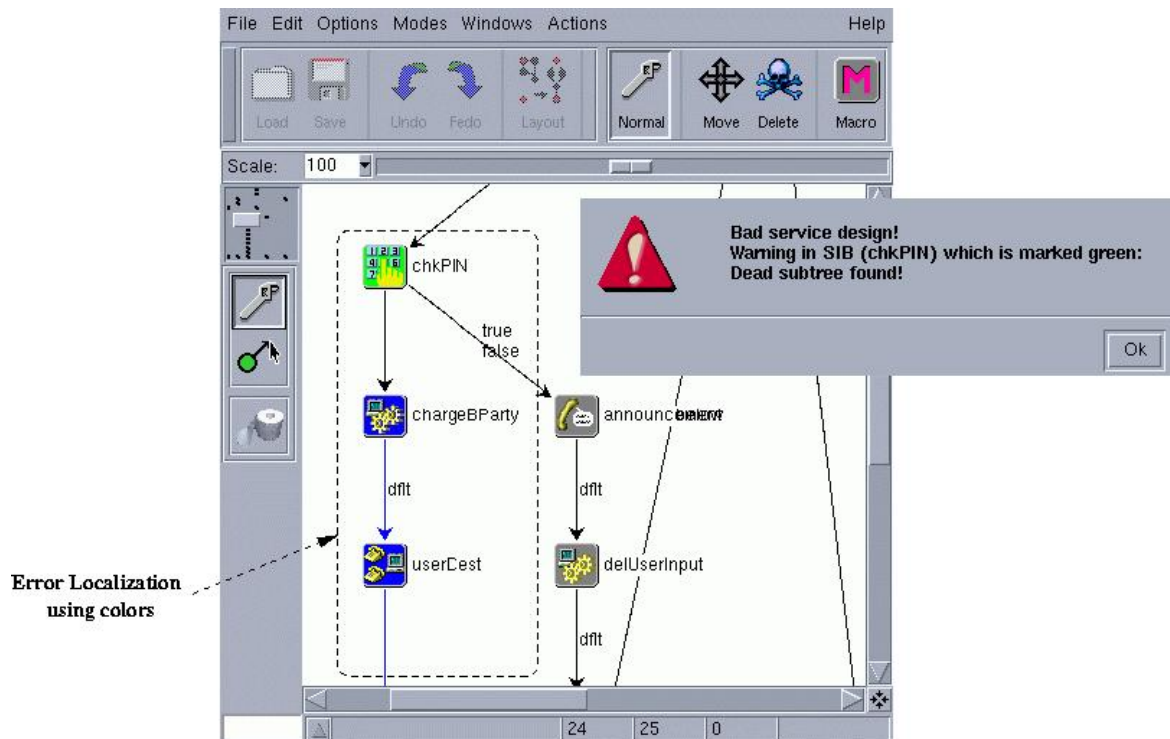 File Edit Options Modes Windows Actions Help
Load Save Undo Fedo Layout Normal Move Delete Macro
Scale: 100
Bad service design!
Warning in SIB (chkPIN) which is marked green:
Dead subtree found!
Ok
chkPIN
true
false
chargeBParty
announcement
dflt
dflt
userDest
delUserInput
dflt
Error Localization
using colors
24 25 0